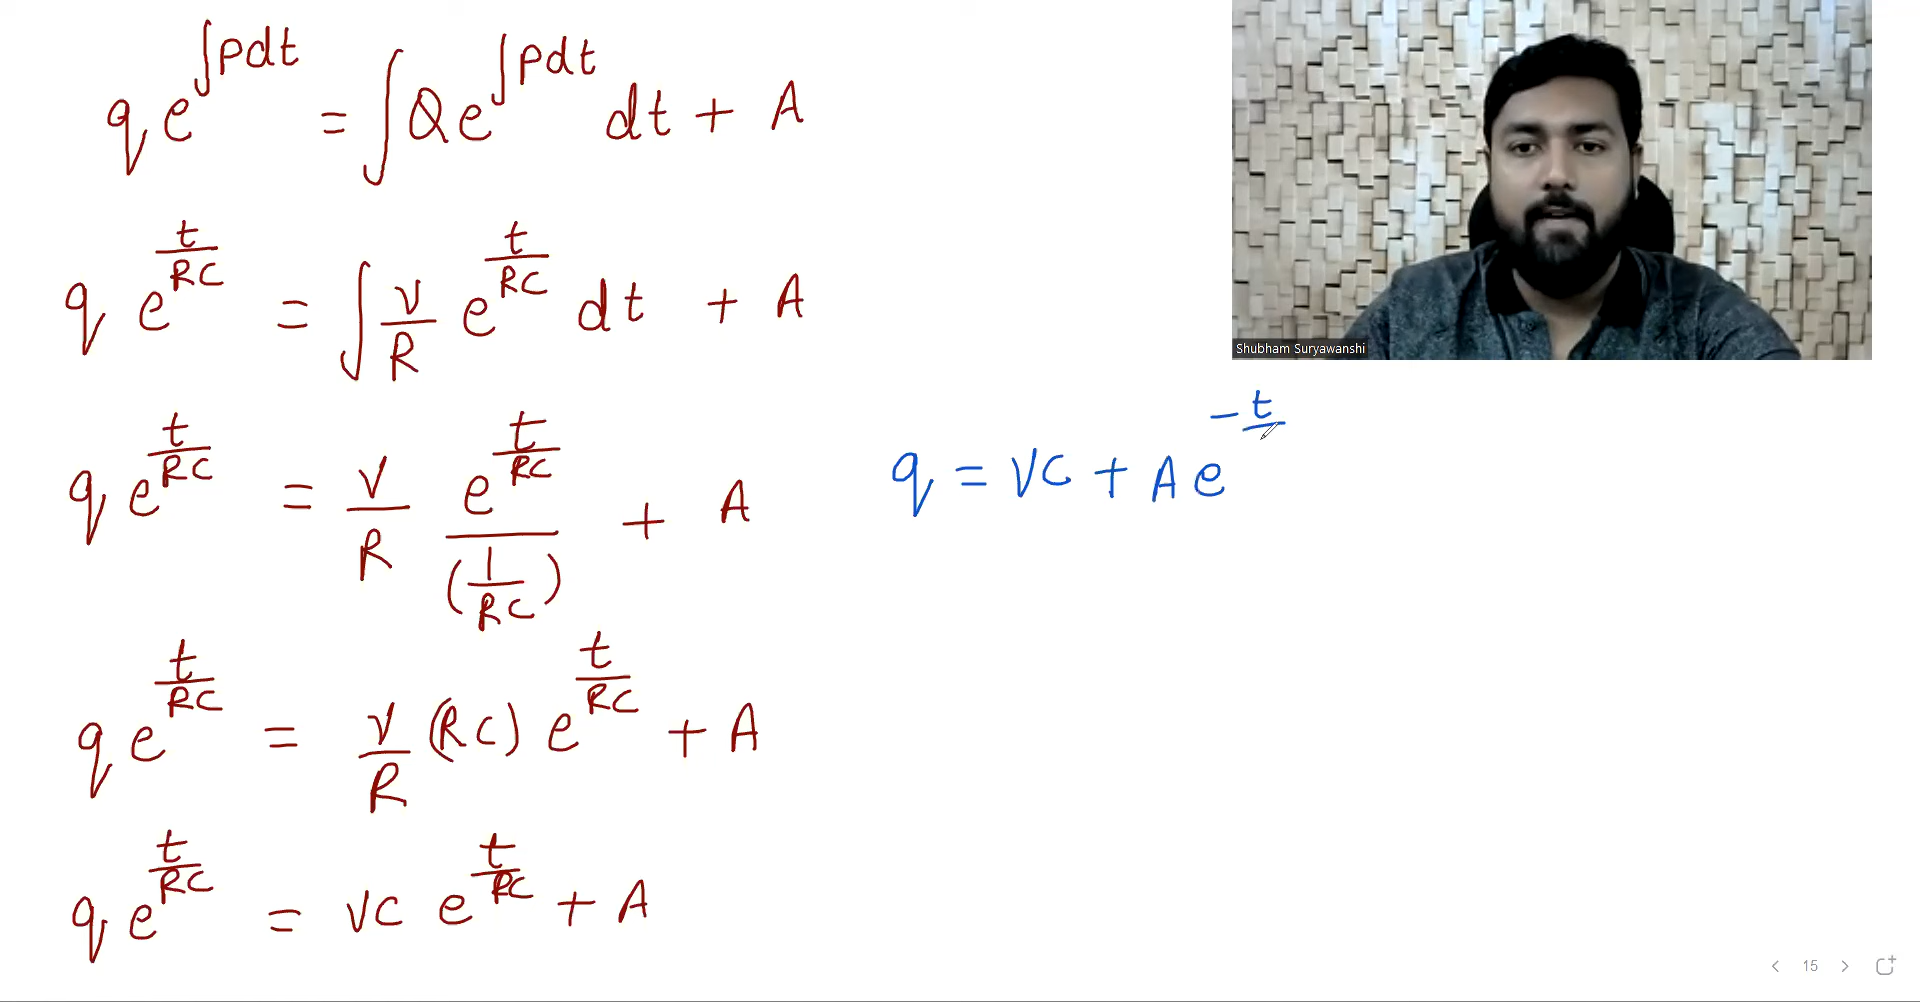 q e^{∫pdt} = ∫Q e^{∫pdt} dt + A
q e^{t/RC} = ∫ V/R e^{t/RC} dt + A
q e^{t/RC} = V/R e^{t/RC}/(1/RC) + A
q e^{t/RC} = V/R (RC) e^{t/RC} + A
q e^{t/RC} = VC e^{t/RC} + A
Shubham Suryawanshi
q = VC + A e^{-t/}
15